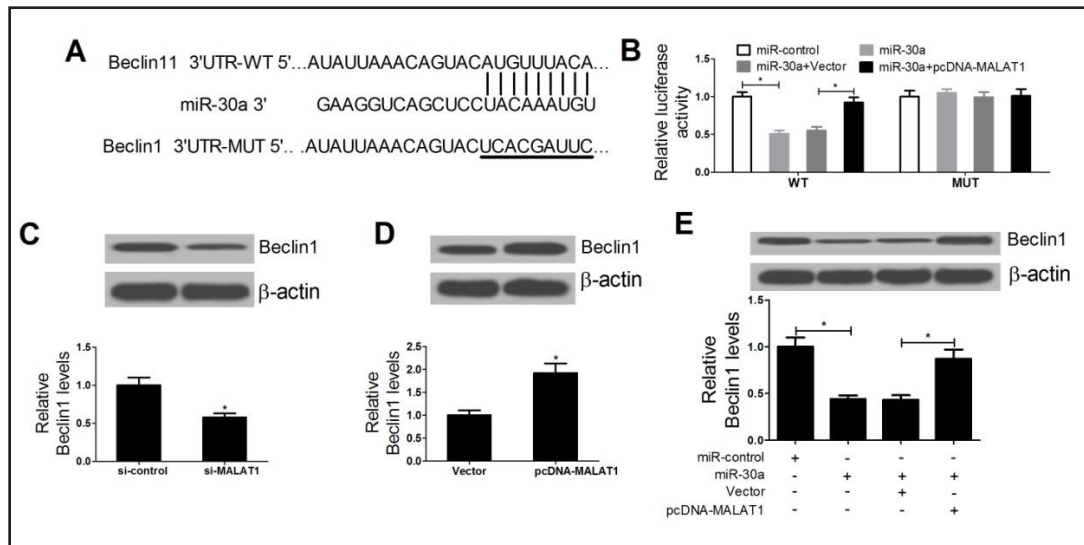 A
Beclin11 3'UTR-WT 5'...AUAUUAAACAGUACAUGUUUACA...
miR-30a 3' GAAGGUCAGCUCCUACAAAUGU
Beclin1 3'UTR-MUT 5'...AUAUUAAACAGUACUCACGAUUC...
B
miR-control miR-30a
miR-30a+Vector miR-30a+pcDNA-MALAT1
Relative luciferase
activity
1.5
1.0
0.5
0.0
* *
WT MUT
C
Beclin1
β-actin
Relative
Beclin1 levels
1.5
1.0
0.5
0.0
*
si-control si-MALAT1
D
Beclin1
β-actin
Relative
Beclin1 levels
2.5
2.0
1.5
1.0
0.5
0.0
*
Vector pcDNA-MALAT1
E
Beclin1
β-actin
Relative
Beclin1 levels
1.5
1.0
0.5
0.0
* *
miR-control + - - -
miR-30a - + + +
Vector - - + -
pcDNA-MALAT1 - - - +